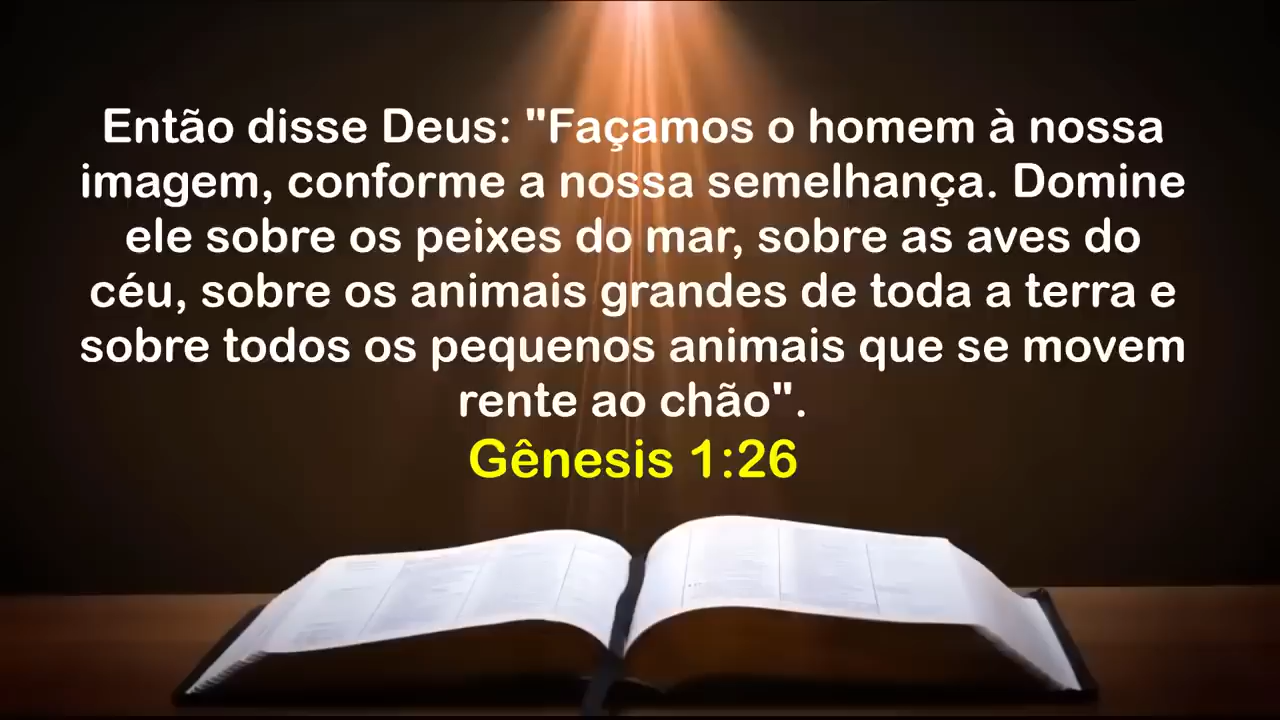 Então disse Deus: "Façamos o homem à nossa
imagem, conforme a nossa semelhança. Domine
ele sobre os peixes do mar, sobre as aves do
céu, sobre os animais grandes de toda a terra e
sobre todos os pequenos animais que se movem
rente ao chão".
Gênesis 1:26